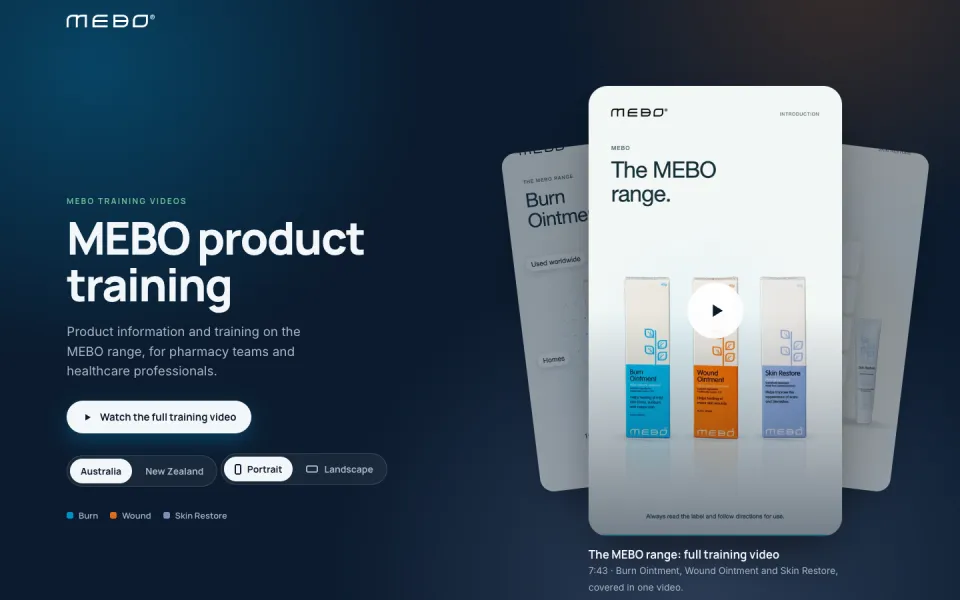 MEBO®
MEBO TRAINING VIDEOS
MEBO product
training
Product information and training on the
MEBO range, for pharmacy teams and
healthcare professionals.
Watch the full training video
Australia
New Zealand
Portrait
Landscape
Burn
Wound
Skin Restore
THE MEBO RANGE
Burn
Used worldwide
Homes
MEBO®
INTRODUCTION
MEBO
The MEBO
range.
Burn
Ointment
MEBO
Wound
Ointment
MEBO
Skin Restore
MEBO
Always read the label and follow directions for use.
The MEBO range: full training video
7:43 · Burn Ointment, Wound Ointment and Skin Restore,
covered in one video.